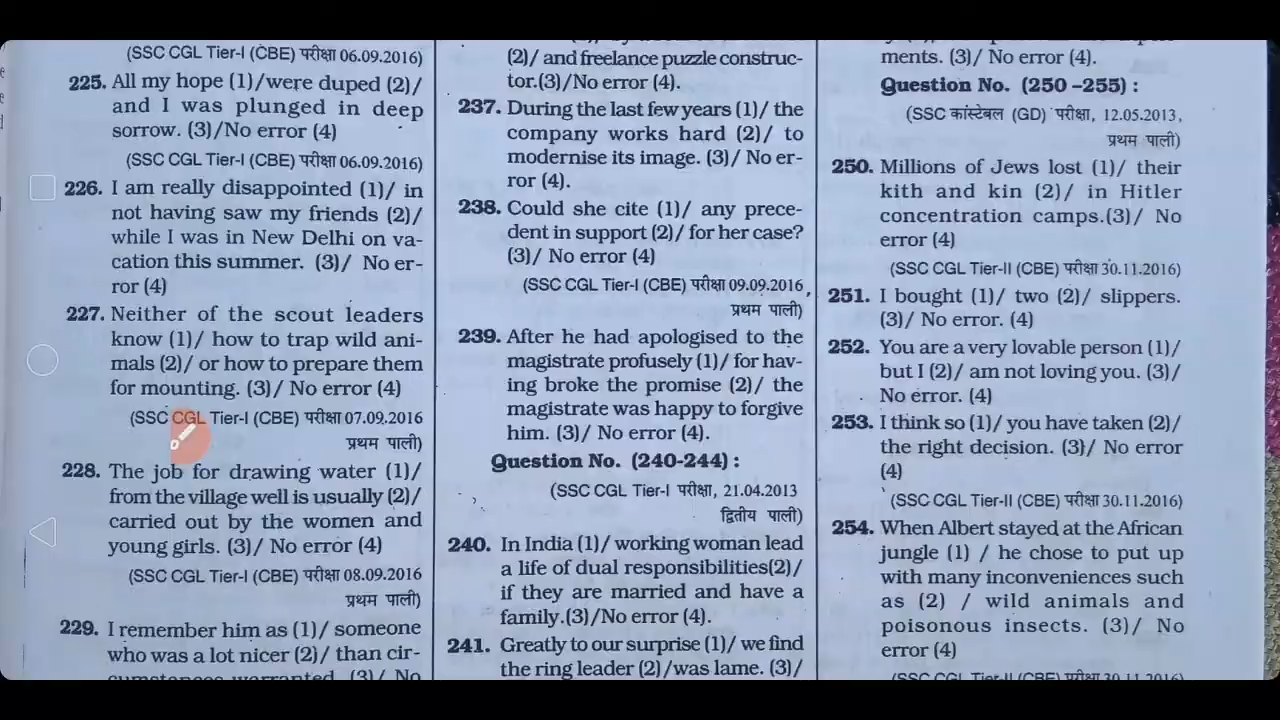 (SSC CGL Tier-I (CBE) परीक्षा 06.09.2016)
225. All my hope (1)/were duped (2)/
and I was plunged in deep
sorrow. (3)/No error (4)
(SSC CGL Tier-I (CBE) परीक्षा 06.09.2016)
226. I am really disappointed (1)/ in
not having saw my friends (2)/
while I was in New Delhi on va-
cation this summer. (3)/ No er-
ror (4)
227. Neither of the scout leaders
know (1)/ how to trap wild ani-
mals (2)/ or how to prepare them
for mounting. (3)/ No error (4)
(SSC CGL Tier-I (CBE) परीक्षा 07.09.2016
प्रथम पाली)
228. The job for drawing water (1)/
from the village well is usually (2)/
carried out by the women and
young girls. (3)/ No error (4)
(SSC CGL Tier-I (CBE) परीक्षा 08.09.2016
प्रथम पाली)
229. I remember him as (1)/ someone
who was a lot nicer (2)/ than cir-
cumstances warranted. (3)/ No
(2)/ and freelance puzzle construc-
tor.(3)/No error (4).
237. During the last few years (1)/ the
company works hard (2)/ to
modernise its image. (3)/ No er-
ror (4).
238. Could she cite (1)/ any prece-
dent in support (2)/ for her case?
(3)/ No error (4)
(SSC CGL Tier-I (CBE) परीक्षा 09.09.2016,
प्रथम पाली)
239. After he had apologised to the
magistrate profusely (1)/ for hav-
ing broke the promise (2)/ the
magistrate was happy to forgive
him. (3)/ No error (4).
Question No. (240-244) :
(SSC CGL Tier-I परीक्षा, 21.04.2013
द्वितीय पाली)
240. In India (1)/ working woman lead
a life of dual responsibilities(2)/
if they are married and have a
family.(3)/No error (4).
241. Greatly to our surprise (1)/ we find
the ring leader (2)/was lame. (3)/
ments. (3)/ No error (4).
Question No. (250 -255) :
(SSC कांस्टेबल (GD) परीक्षा, 12.05.2013,
प्रथम पाली)
250. Millions of Jews lost (1)/ their
kith and kin (2)/ in Hitler
concentration camps.(3)/ No
error (4)
(SSC CGL Tier-II (CBE) परीक्षा 30.11.2016)
251. I bought (1)/ two (2)/ slippers.
(3)/ No error. (4)
252. You are a very lovable person (1)/
but I (2)/ am not loving you. (3)/
No error. (4)
253. I think so (1)/ you have taken (2)/
the right decision. (3)/ No error
(4)
(SSC CGL Tier-II (CBE) परीक्षा 30.11.2016)
254. When Albert stayed at the African
jungle (1) / he chose to put up
with many inconveniences such
as (2) / wild animals and
poisonous insects. (3)/ No
error (4)
(SSC CGL Tier-II (CBE) परीक्षा 30.11.2016)